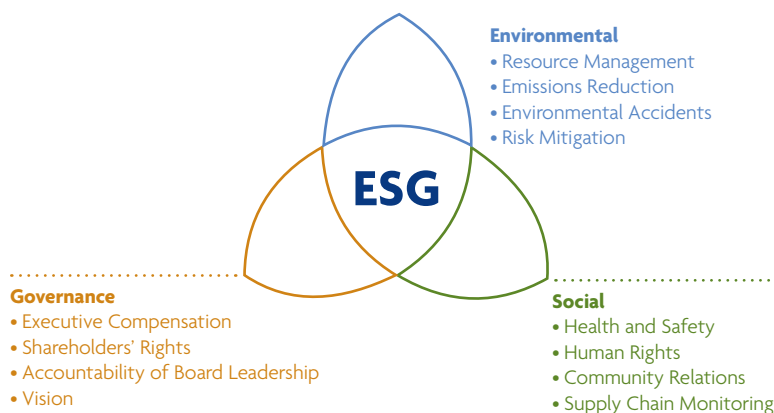 Environmental
• Resource Management
• Emissions Reduction
• Environmental Accidents
• Risk Mitigation
ESG
Governance
• Executive Compensation
• Shareholders’ Rights
• Accountability of Board Leadership
• Vision
Social
• Health and Safety
• Human Rights
• Community Relations
• Supply Chain Monitoring